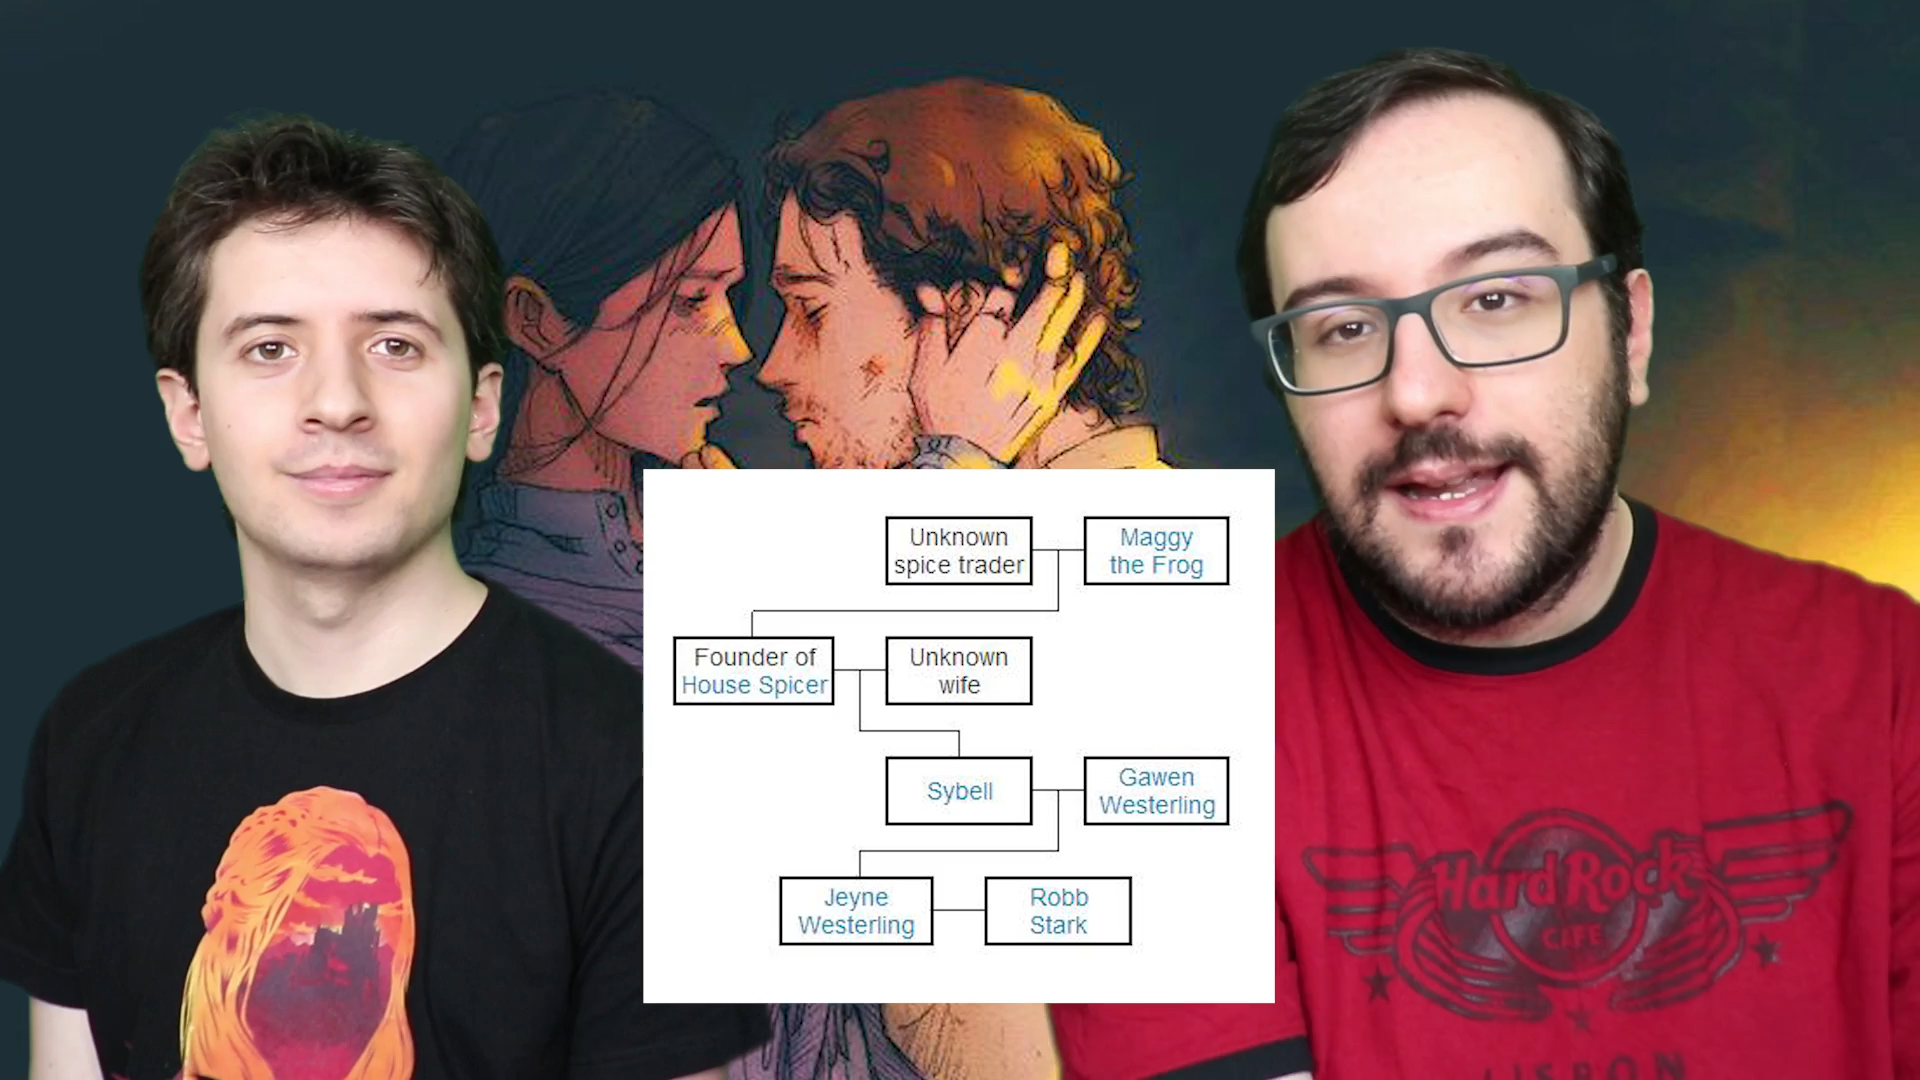 Unknown
spice trader
Maggy
the Frog
Founder of
House Spicer
Unknown
wife
Sybell
Gawen
Westerling
Jeyne
Westerling
Robb
Stark
Hard Rock
CAFE
LISBON